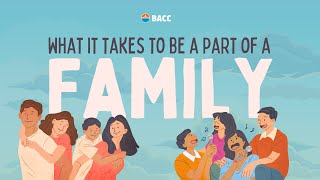 BACC
WHAT IT TAKES TO BE A PART OF A
FAMILY